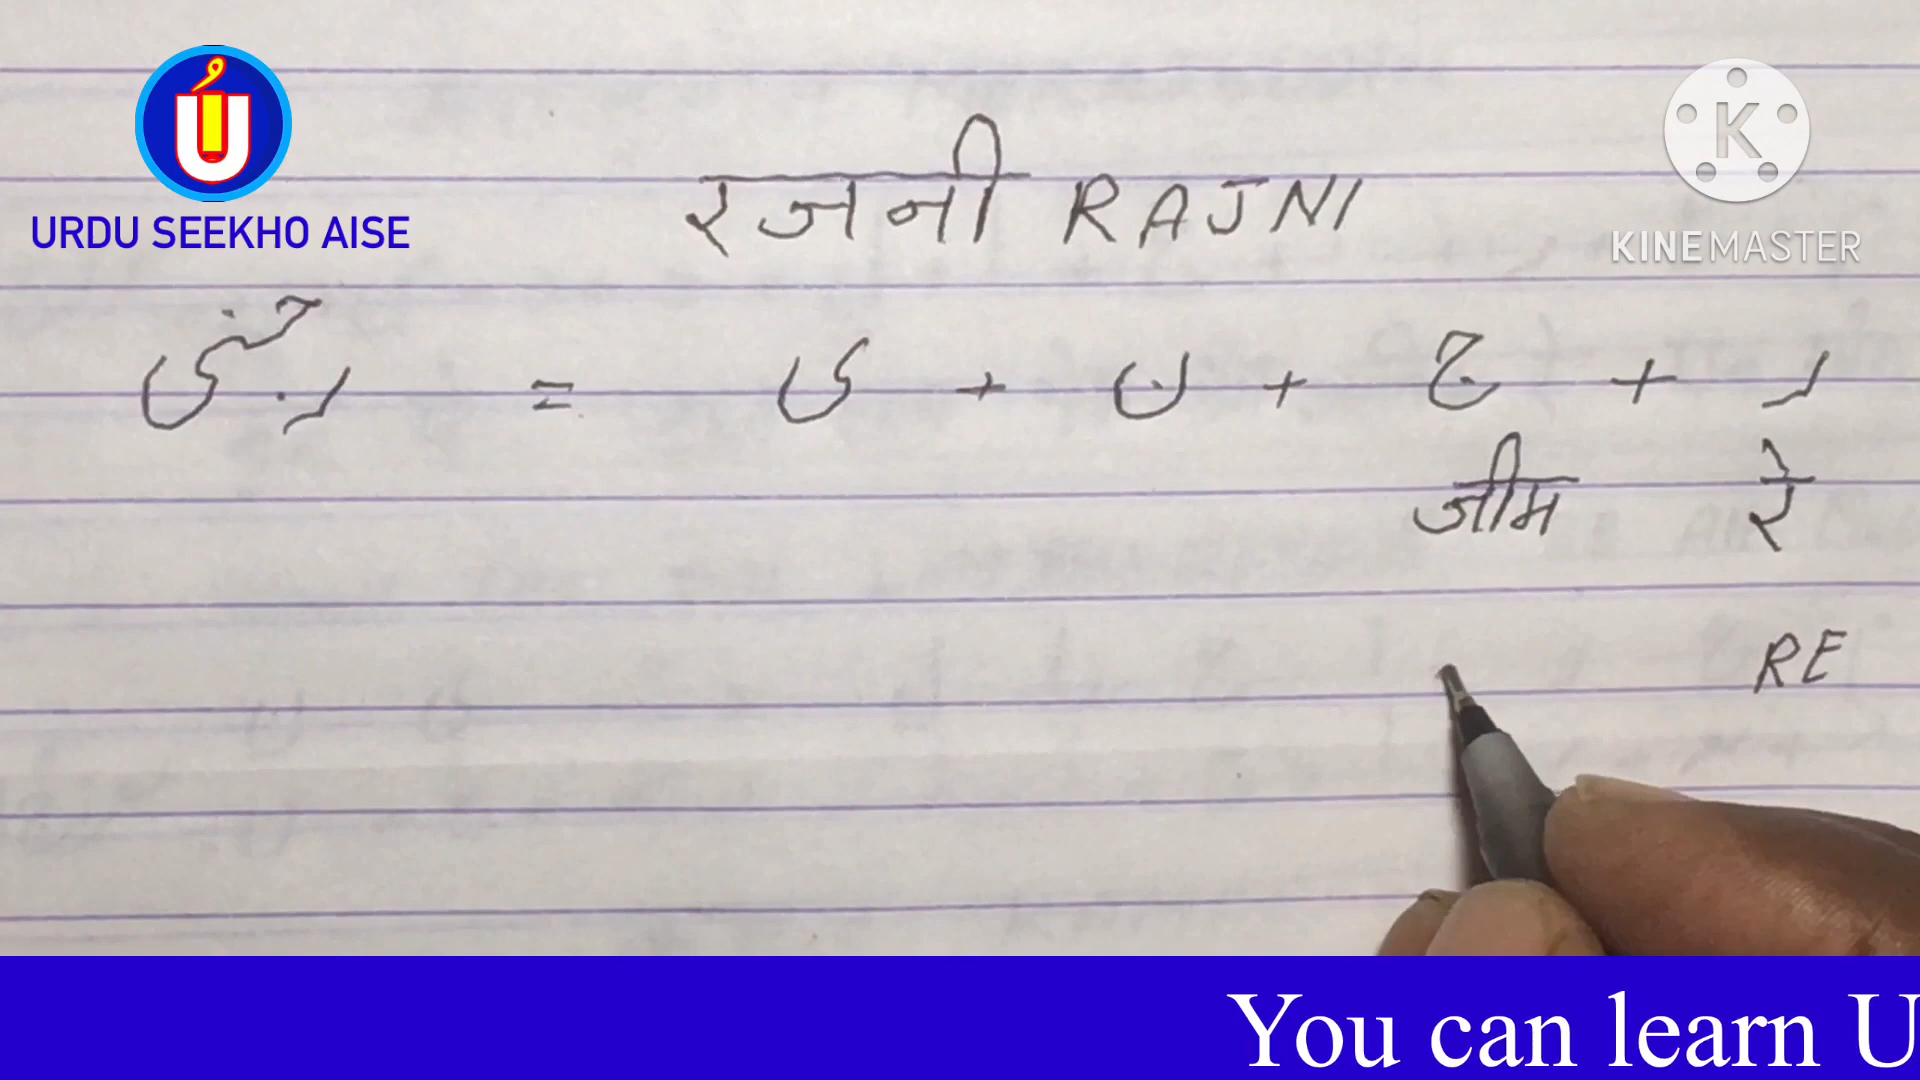 URDU SEEKHO AISE
K
KINEMASTER
रजनी RAJNI
ر + ج + ن + ی = رجنی
रे जीम
RE
You can learn U